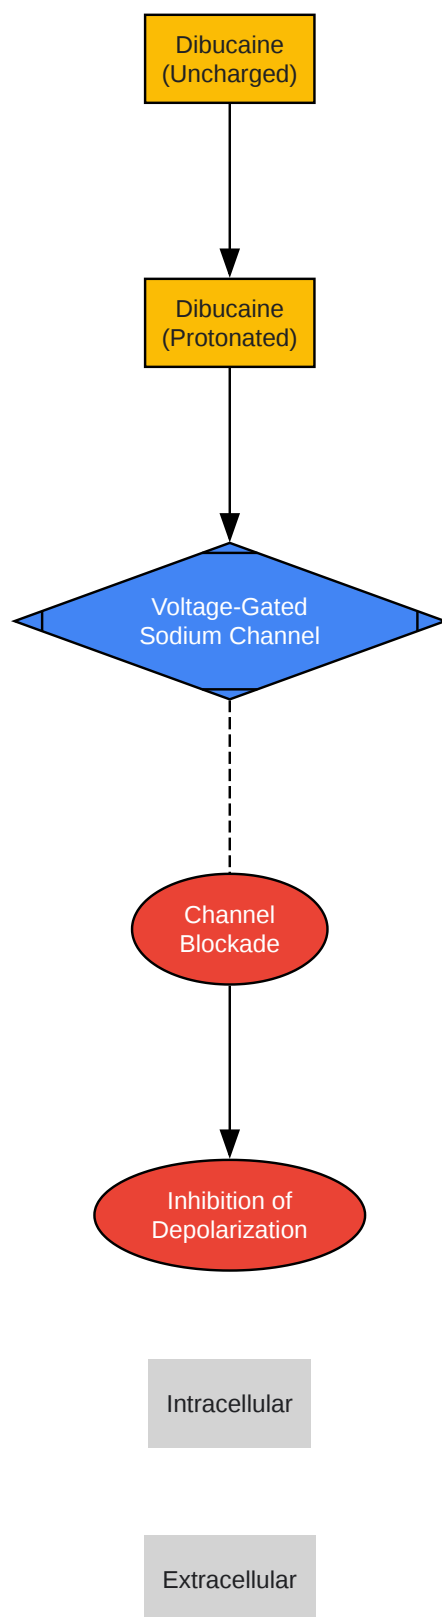 Dibucaine
(Uncharged)
Dibucaine
(Protonated)
Voltage-Gated
Sodium Channel
Channel
Blockade
Inhibition of
Depolarization
Intracellular
Extracellular